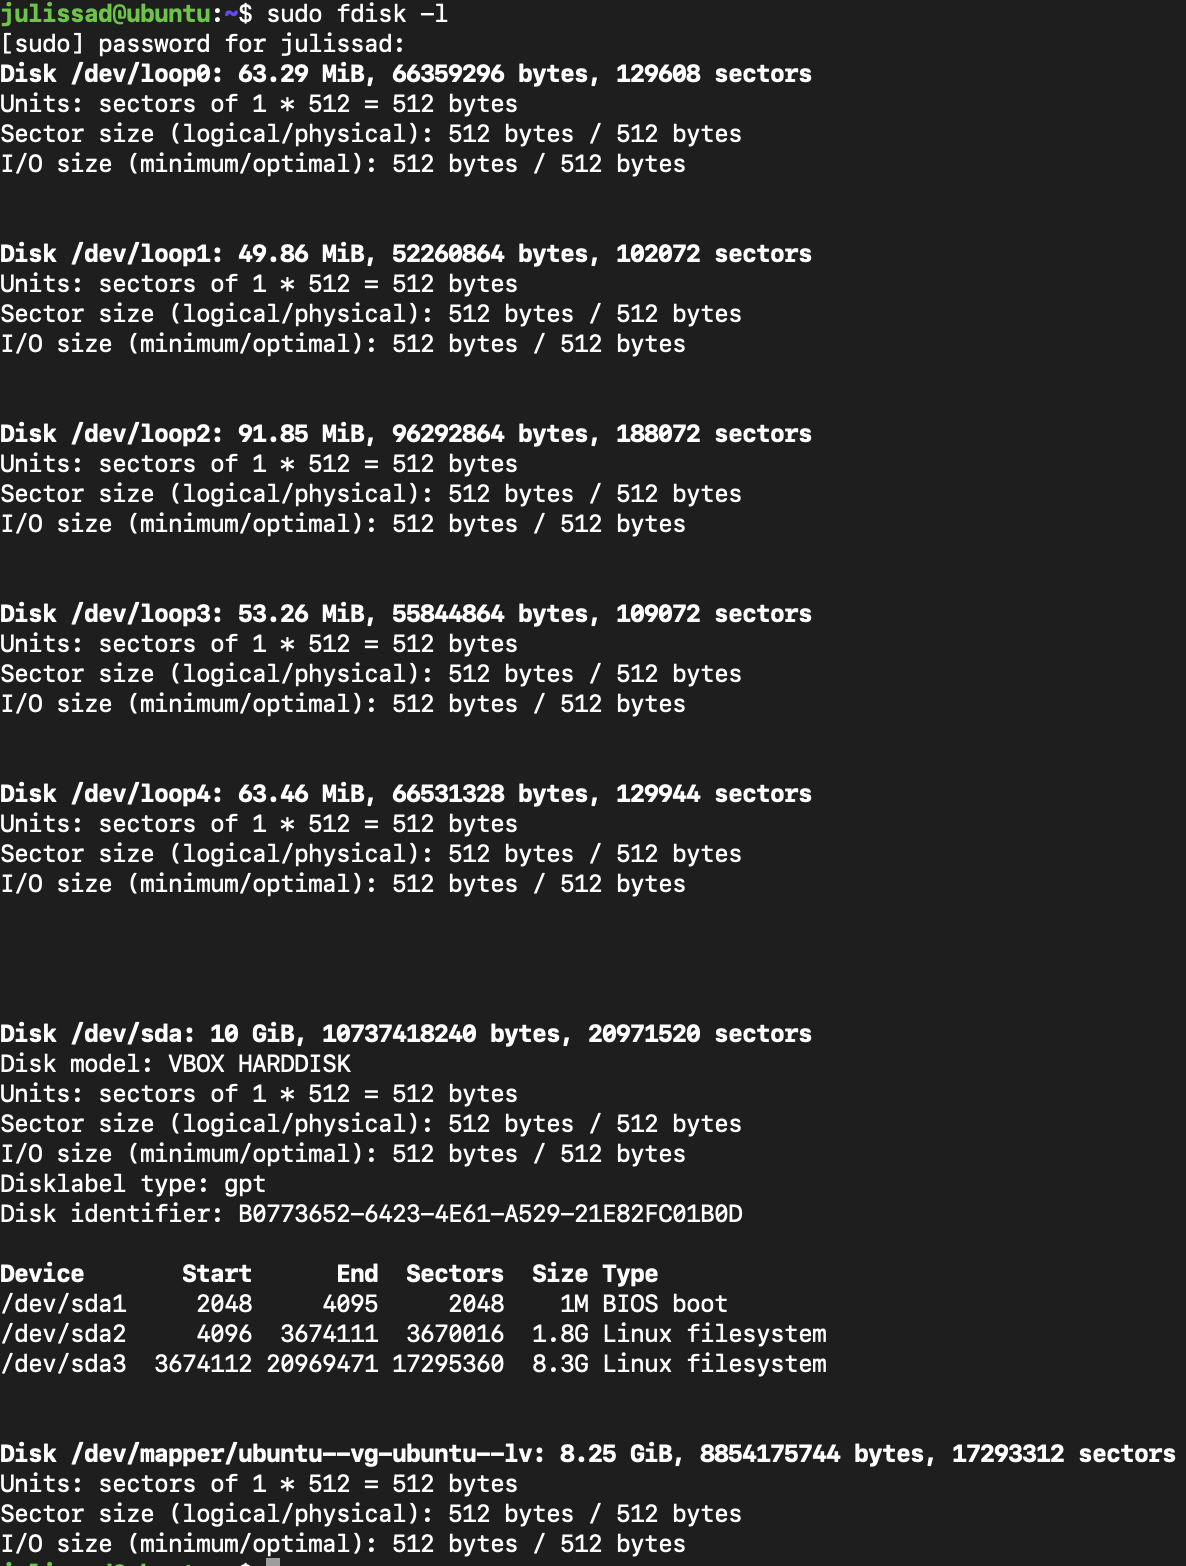 julissad@ubuntu:~$ sudo fdisk -l
[sudo] password for julissad:
Disk /dev/loop0: 63.29 MiB, 66359296 bytes, 129608 sectors
Units: sectors of 1 * 512 = 512 bytes
Sector size (logical/physical): 512 bytes / 512 bytes
I/O size (minimum/optimal): 512 bytes / 512 bytes
Disk /dev/loop1: 49.86 MiB, 52260864 bytes, 102072 sectors
Units: sectors of 1 * 512 = 512 bytes
Sector size (logical/physical): 512 bytes / 512 bytes
I/O size (minimum/optimal): 512 bytes / 512 bytes
Disk /dev/loop2: 91.85 MiB, 96292864 bytes, 188072 sectors
Units: sectors of 1 * 512 = 512 bytes
Sector size (logical/physical): 512 bytes / 512 bytes
I/O size (minimum/optimal): 512 bytes / 512 bytes
Disk /dev/loop3: 53.26 MiB, 55844864 bytes, 109072 sectors
Units: sectors of 1 * 512 = 512 bytes
Sector size (logical/physical): 512 bytes / 512 bytes
I/O size (minimum/optimal): 512 bytes / 512 bytes
Disk /dev/loop4: 63.46 MiB, 66531328 bytes, 129944 sectors
Units: sectors of 1 * 512 = 512 bytes
Sector size (logical/physical): 512 bytes / 512 bytes
I/O size (minimum/optimal): 512 bytes / 512 bytes
Disk /dev/sda: 10 GiB, 10737418240 bytes, 20971520 sectors
Disk model: VBOX HARDDISK
Units: sectors of 1 * 512 = 512 bytes
Sector size (logical/physical): 512 bytes / 512 bytes
I/O size (minimum/optimal): 512 bytes / 512 bytes
Disklabel type: gpt
Disk identifier: B0773652-6423-4E61-A529-21E82FC01B0D
Device Start End Sectors Size Type
/dev/sda1 2048 4095 2048 1M BIOS boot
/dev/sda2 4096 3674111 3670016 1.8G Linux filesystem
/dev/sda3 3674112 20969471 17295360 8.3G Linux filesystem
Disk /dev/mapper/ubuntu--vg-ubuntu--lv: 8.25 GiB, 8854175744 bytes, 17293312 sectors
Units: sectors of 1 * 512 = 512 bytes
Sector size (logical/physical): 512 bytes / 512 bytes
I/O size (minimum/optimal): 512 bytes / 512 bytes